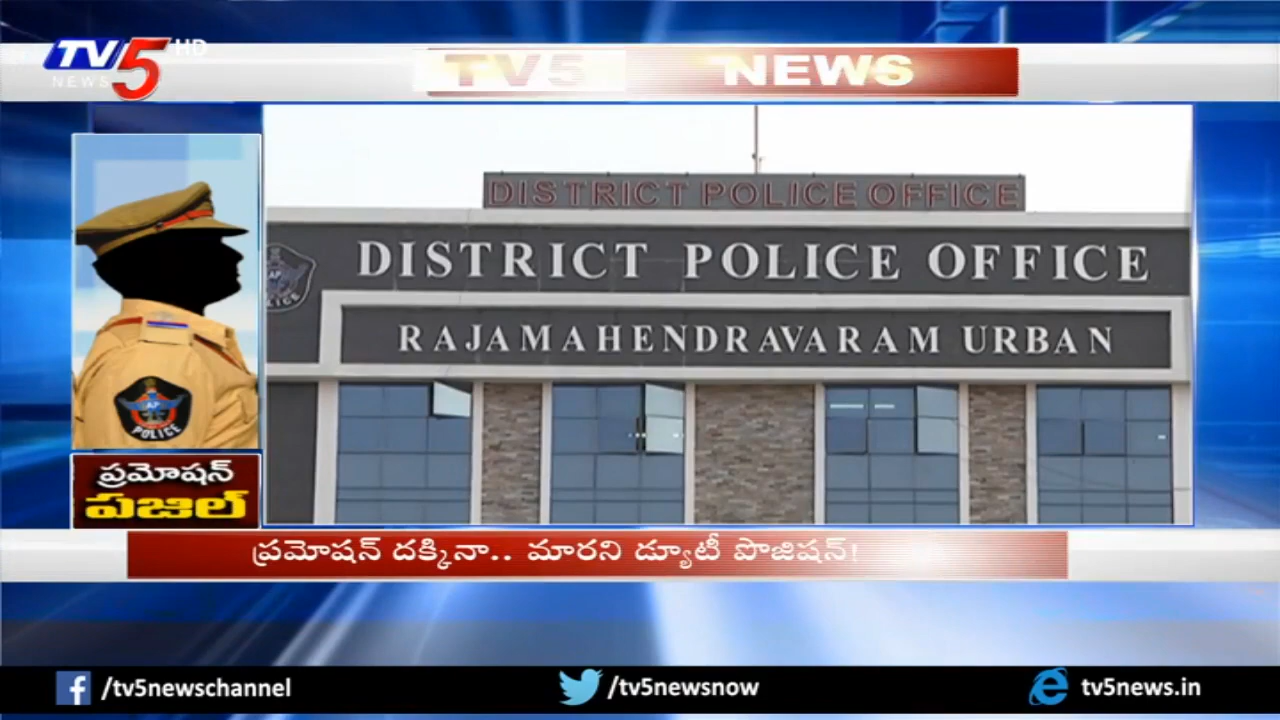 TV5 HD
NEWS
TV5 NEWS
DISTRICT POLICE OFFICE
DISTRICT POLICE OFFICE
RAJAMAHENDRAVARAM URBAN
AP
POLICE
ప్రమోషన్
పజిల్
ప్రమోషన్ దక్కినా.. మారని డ్యూటీ పొజిషన్!
/tv5newschannel
/tv5newsnow
tv5news.in